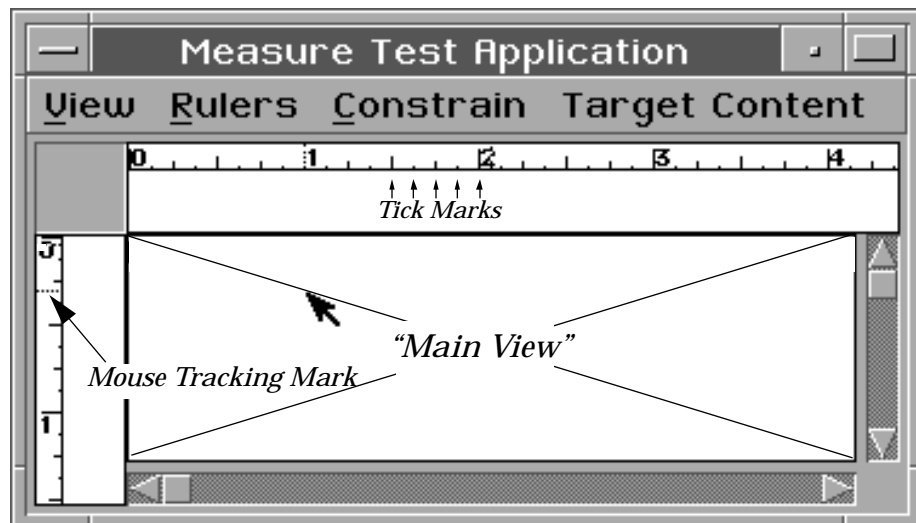 Measure Test Application
View Rulers Constrain Target Content
0 1 2 3 4
Tick Marks
0
"Main View"
Mouse Tracking Mark
1